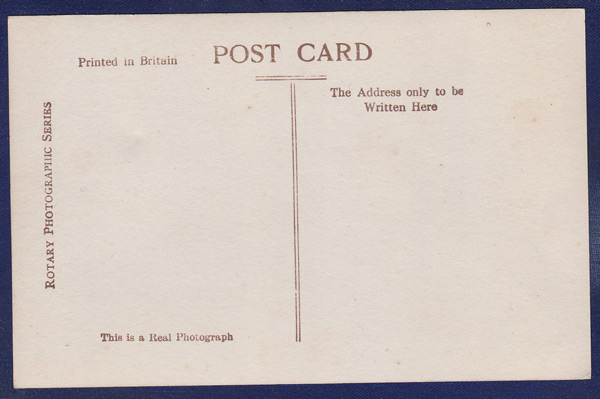 POST CARD
Printed in Britain
The Address only to be
Written Here
ROTARY PHOTOGRAPHIC SERIES
This is a Real Photograph